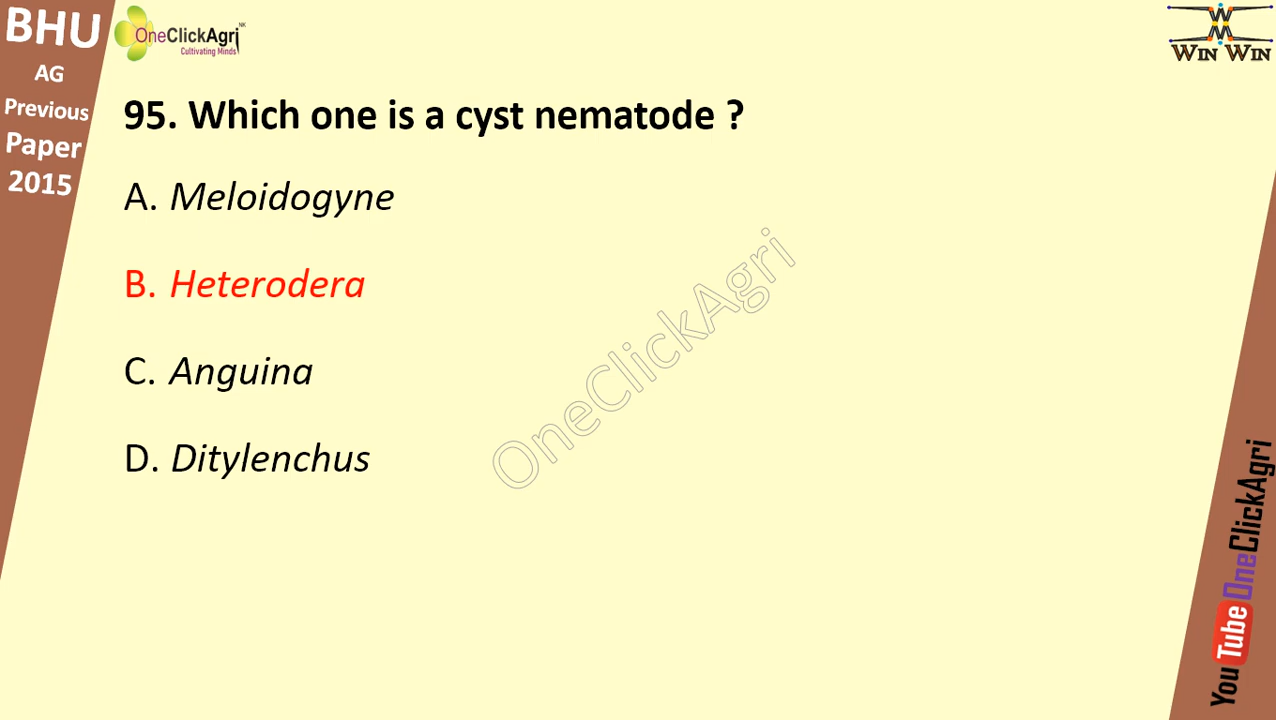 BHU
AG
Previous
Paper
2015
OneClickAgri
NK
Cultivating Minds
WIN WIN
95. Which one is a cyst nematode ?
A. Meloidogyne
B. Heterodera
C. Anguina
D. Ditylenchus
OneClickAgri
YouTube OneClickAgri